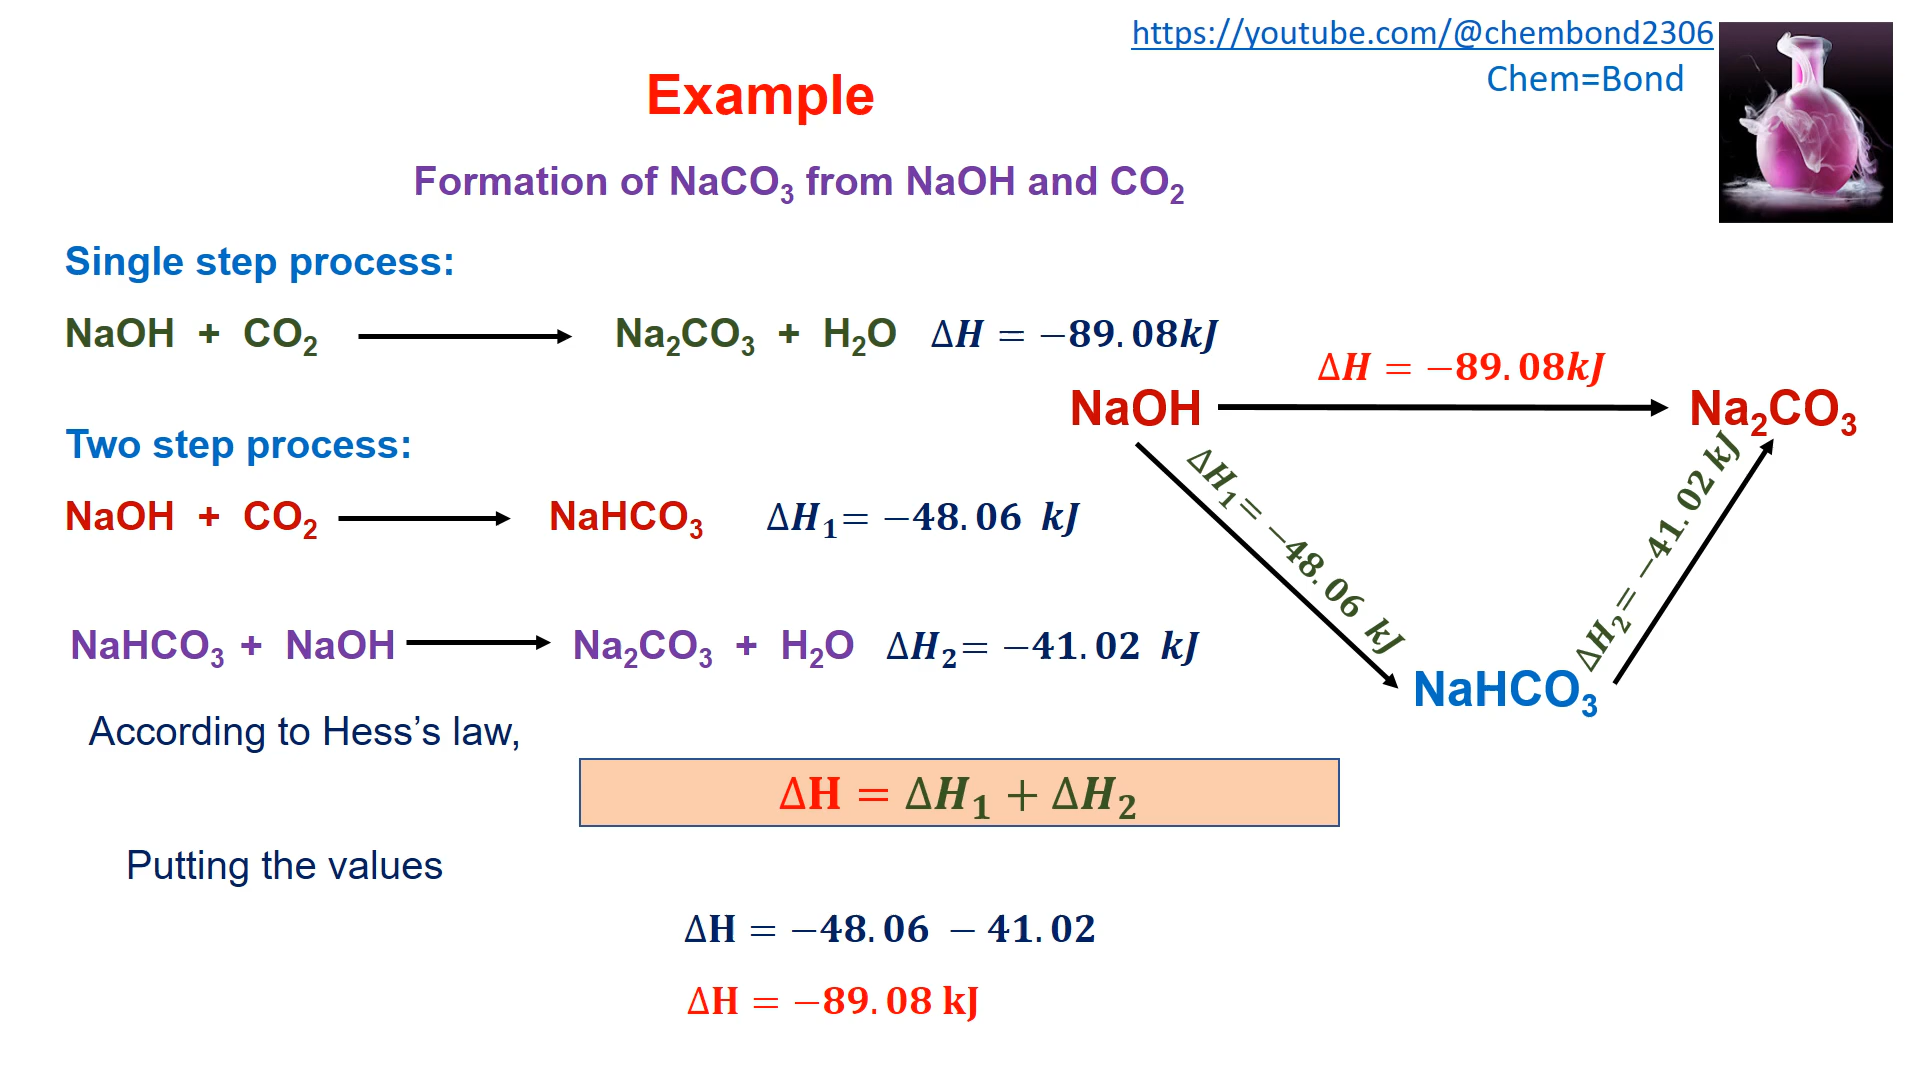 https://youtube.com/@chembond2306
Chem=Bond
Example
Formation of NaCO₃ from NaOH and CO₂
Single step process:
NaOH + CO₂ ⟶ Na₂CO₃ + H₂O ΔH = −89.08kJ
ΔH = −89.08kJ
NaOH ⟶ Na₂CO₃
Two step process:
NaOH + CO₂ ⟶ NaHCO₃ ΔH₁= −48.06 kJ
ΔH₁= −48.06 kJ
ΔH₂= −41.02 kJ
NaHCO₃ + NaOH ⟶ Na₂CO₃ + H₂O ΔH₂= −41.02 kJ
NaHCO₃
According to Hess’s law,
ΔH = ΔH₁ + ΔH₂
Putting the values
ΔH = −48.06 − 41.02
ΔH = −89.08 kJ